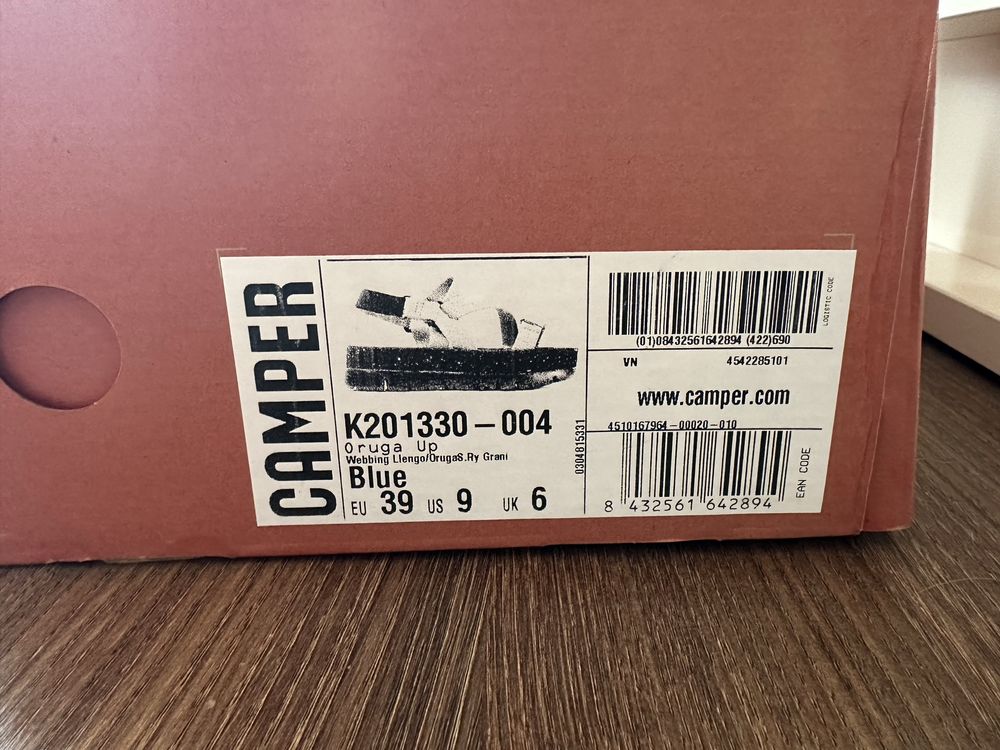 CAMPER
K201330-004
Oruga Up
Webbing Llengo/OrugaS.Ry Grani
Blue
EU 39 US 9 UK 6
0304815331
LOGISTIC CODE
(01)08432561642894 (422)690
VN 4542285101
www.camper.com
4510167964-00020-010
EAN CODE
8 432561 642894